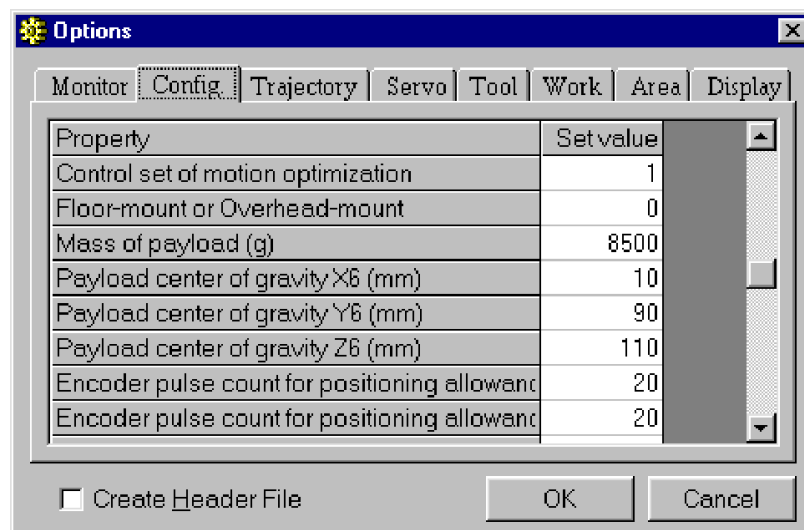 Options
Monitor Config. Trajectory Servo Tool Work Area Display
Property Set value
Control set of motion optimization 1
Floor-mount or Overhead-mount 0
Mass of payload (g) 8500
Payload center of gravity X6 (mm) 10
Payload center of gravity Y6 (mm) 90
Payload center of gravity Z6 (mm) 110
Encoder pulse count for positioning allowanc 20
Encoder pulse count for positioning allowanc 20
Create Header File OK Cancel